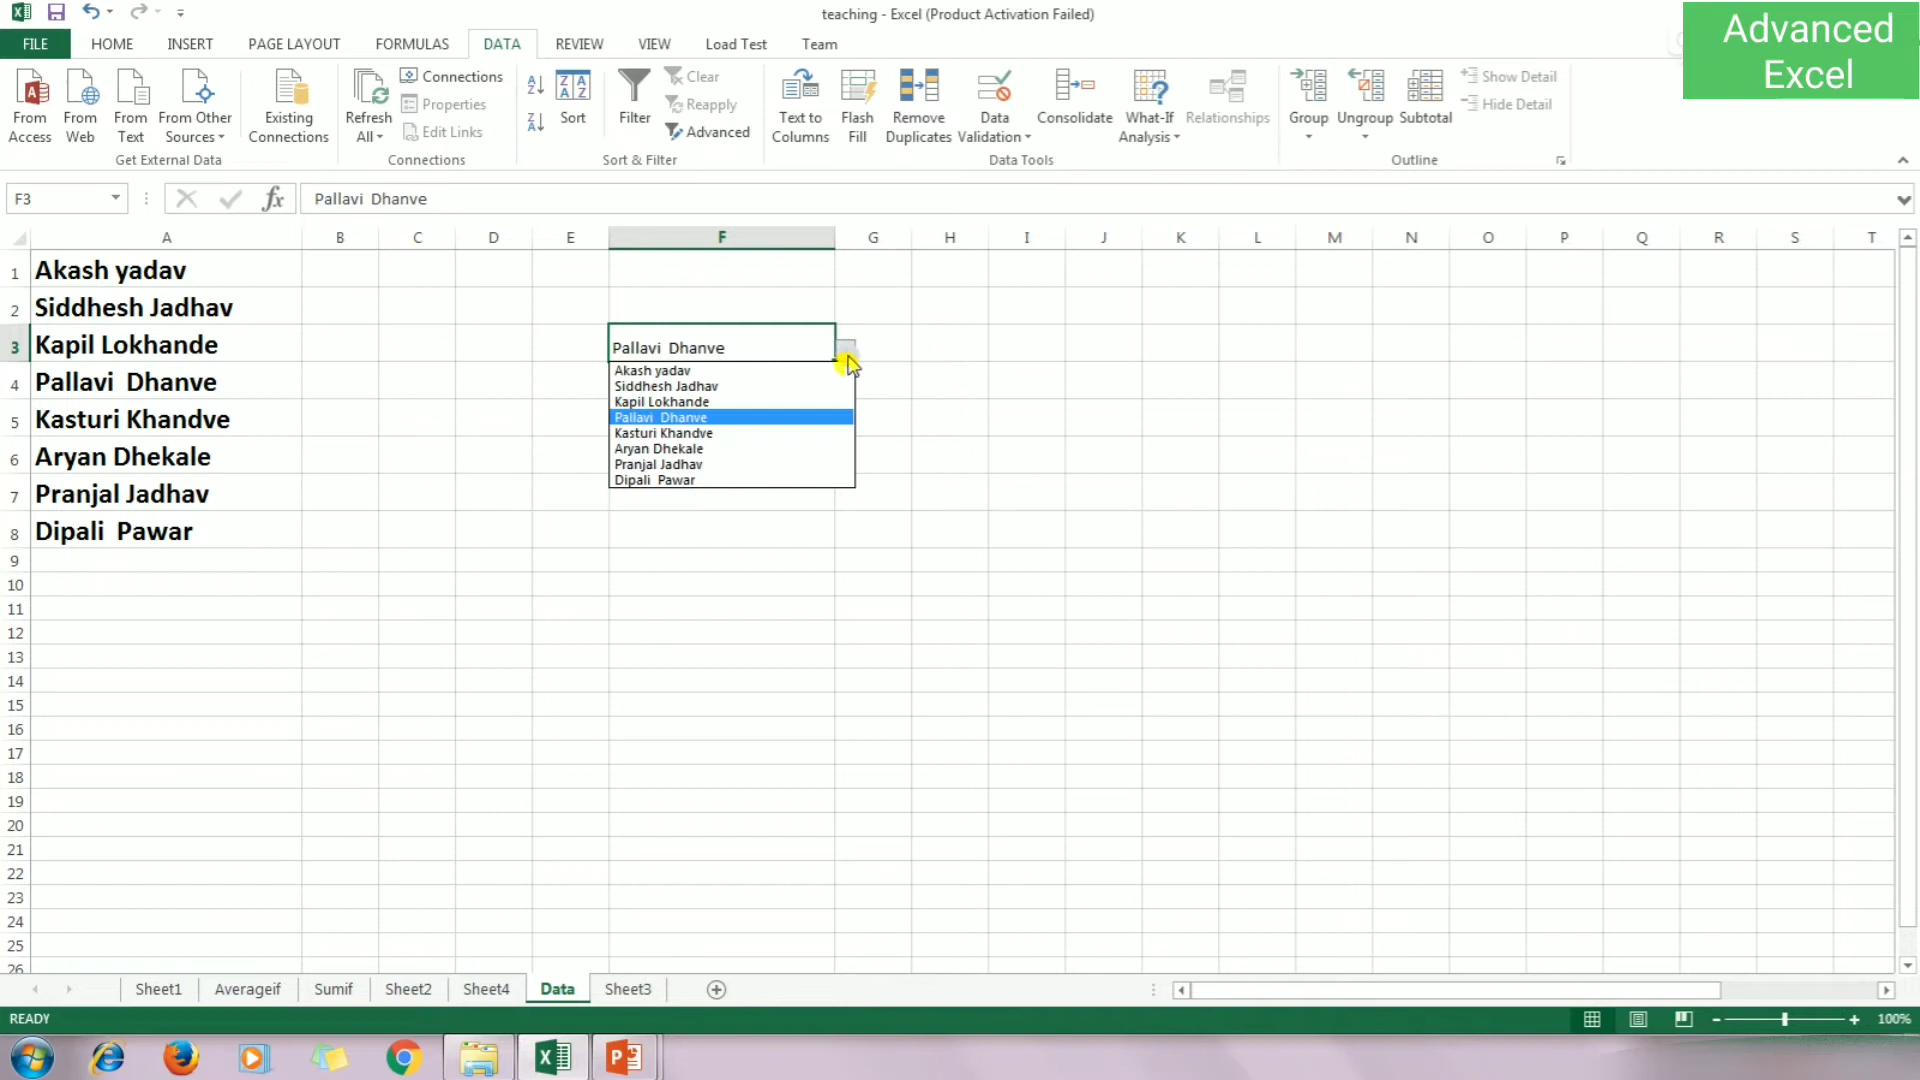 teaching - Excel (Product Activation Failed)
Advanced
Excel
FILE HOME INSERT PAGE LAYOUT FORMULAS DATA REVIEW VIEW Load Test Team
From Access
From Web
From Text
From Other Sources
Existing Connections
Get External Data
Refresh All
Connections
Properties
Edit Links
Connections
Sort
Filter
Clear
Reapply
Advanced
Sort & Filter
Text to Columns
Flash Fill
Remove Duplicates
Data Validation
Consolidate
What-If Analysis
Relationships
Data Tools
Group
Ungroup
Subtotal
Show Detail
Hide Detail
Outline
F3 fx Pallavi  Dhanve
A B C D E F G H I J K L M N O P Q R S T
1 Akash yadav
2 Siddhesh Jadhav
3 Kapil Lokhande
4 Pallavi  Dhanve
5 Kasturi Khandve
6 Aryan Dhekale
7 Pranjal Jadhav
8 Dipali  Pawar
9
10
11
12
13
14
15
16
17
18
19
20
21
22
23
24
25
26
Pallavi  Dhanve
Akash yadav
Siddhesh Jadhav
Kapil Lokhande
Pallavi  Dhanve
Kasturi Khandve
Aryan Dhekale
Pranjal Jadhav
Dipali  Pawar
Sheet1 Averageif Sumif Sheet2 Sheet4 Data Sheet3
READY
100%